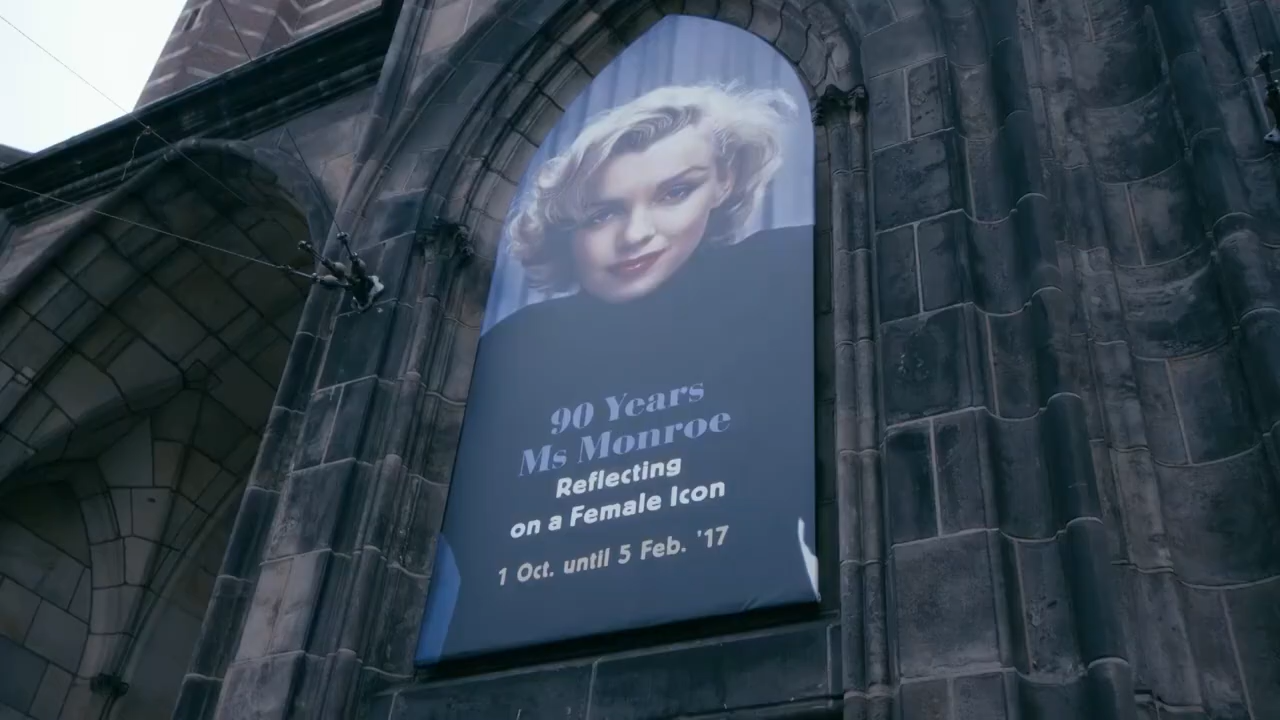 90 Years
Ms Monroe
Reflecting
on a Female Icon
1 Oct. until 5 Feb. '17